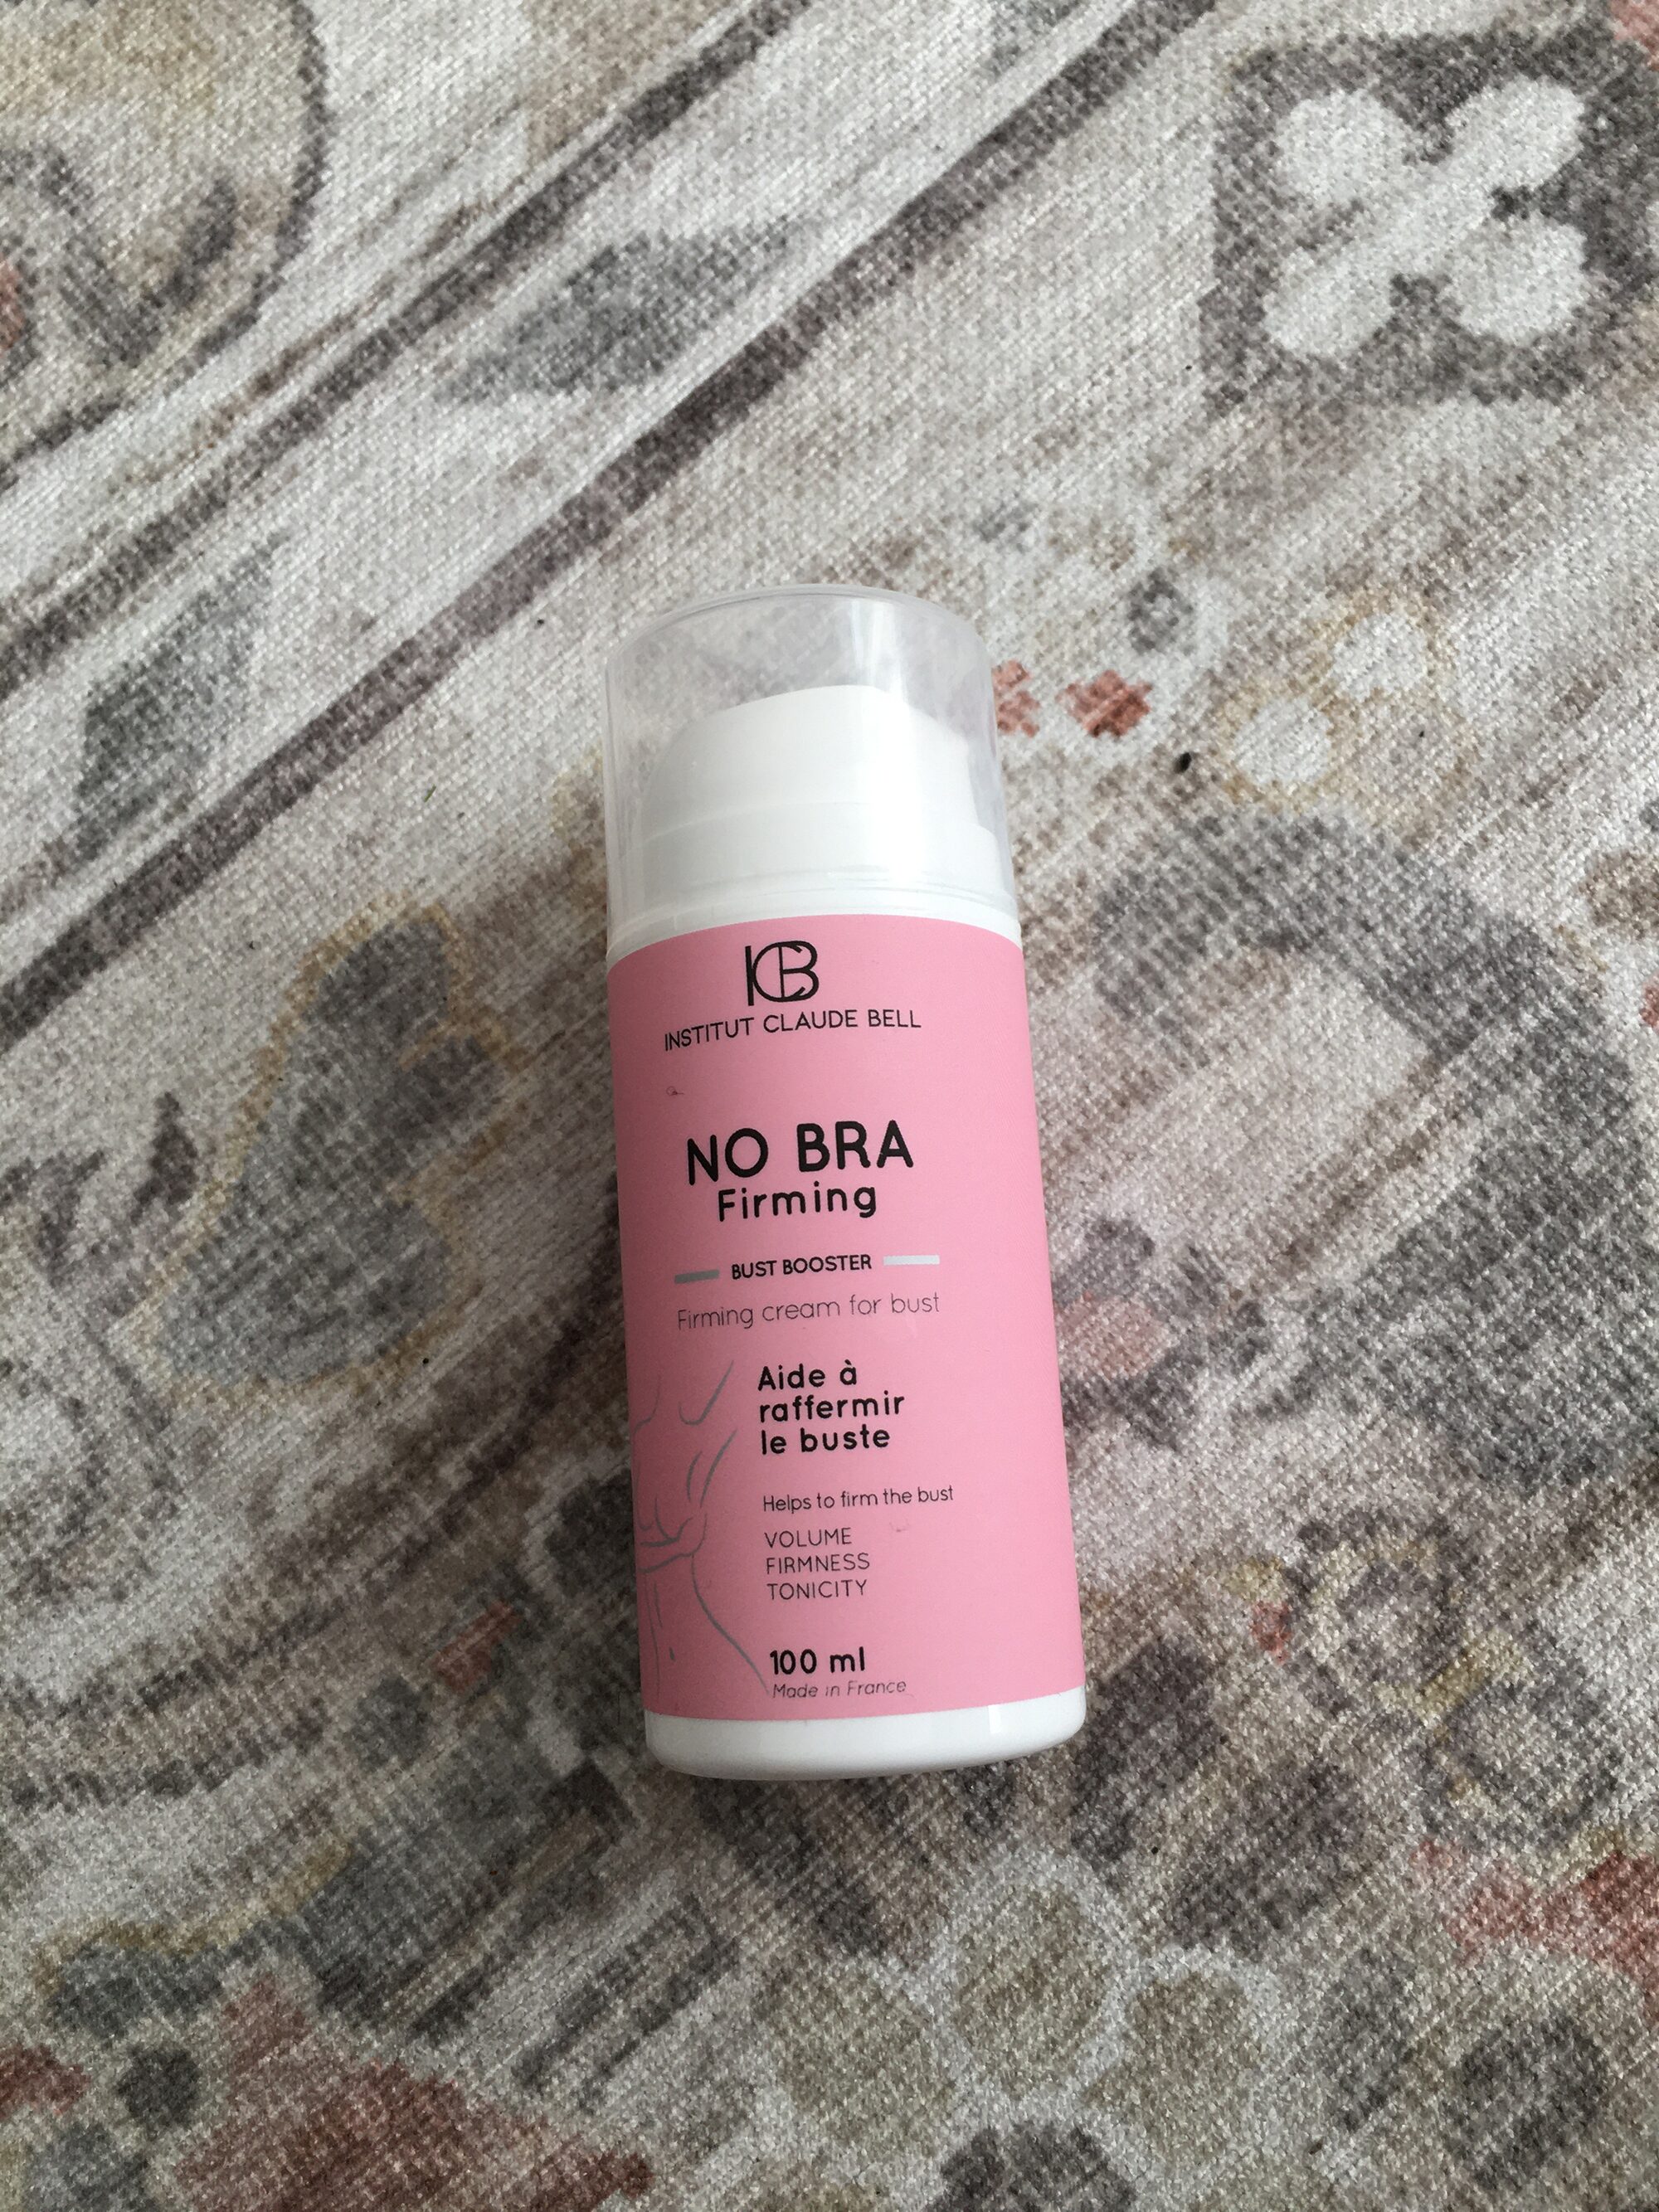 ICB
INSTITUT CLAUDE BELL
NO BRA
Firming
BUST BOOSTER
Firming cream for bust
Aide à
raffermir
le buste
Helps to firm the bust
VOLUME
FIRMNESS
TONICITY
100 ml
Made in France